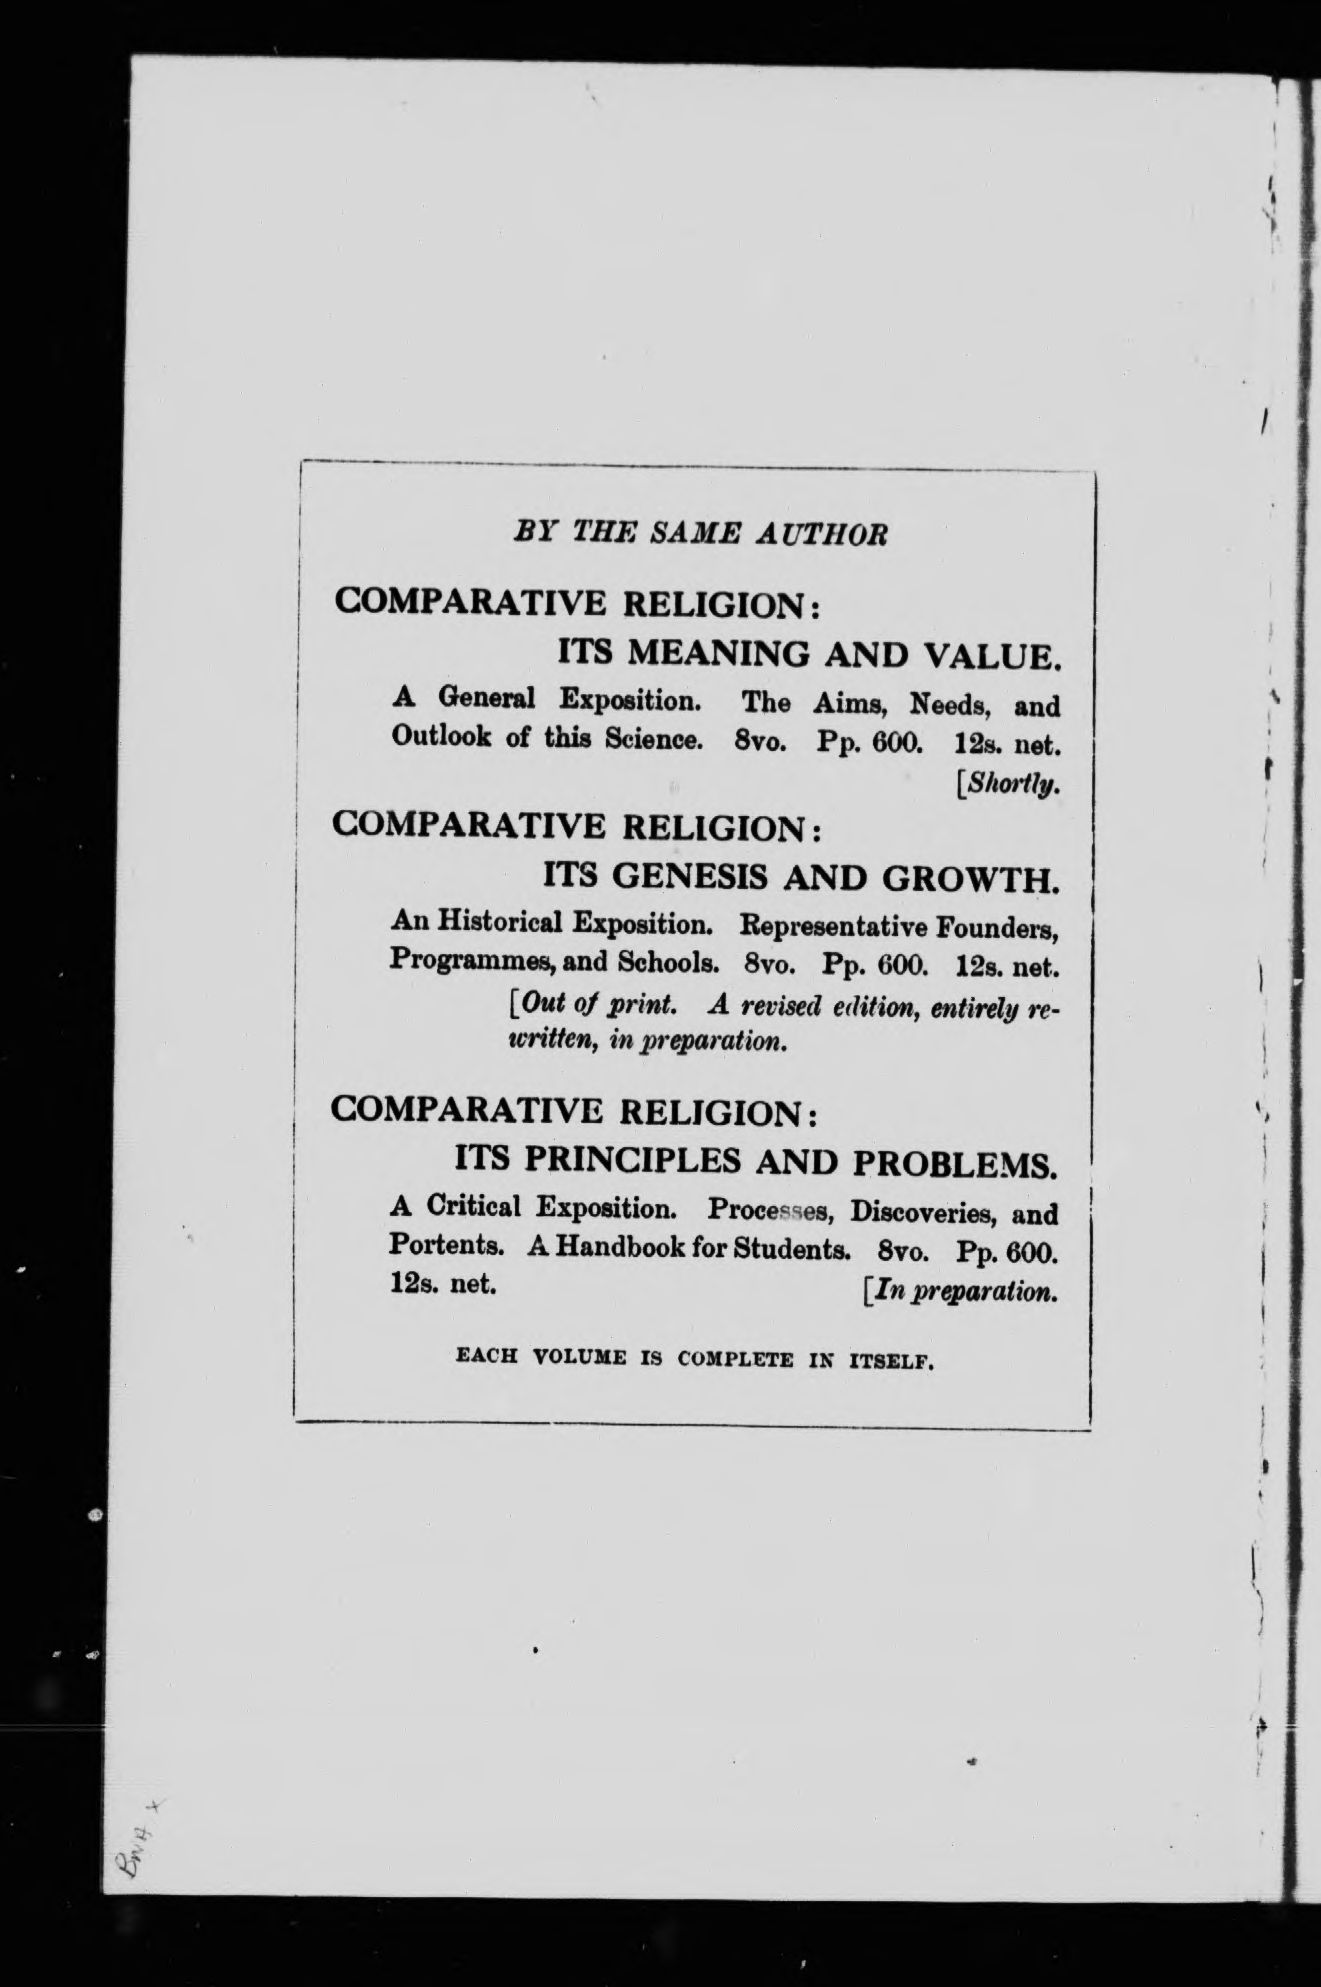 BY THE SAME AUTHOR
COMPARATIVE RELIGION:
ITS MEANING AND VALUE.
A General Exposition. The Aims, Needs, and
Outlook of this Science. 8vo. Pp. 600. 12s. net.
[Shortly.
COMPARATIVE RELIGION:
ITS GENESIS AND GROWTH.
An Historical Exposition. Representative Founders,
Programmes, and Schools. 8vo. Pp. 600. 12s. net.
[Out of print. A revised edition, entirely re-
written, in preparation.
COMPARATIVE RELIGION:
ITS PRINCIPLES AND PROBLEMS.
A Critical Exposition. Processes, Discoveries, and
Portents. A Handbook for Students. 8vo. Pp. 600.
12s. net. [In preparation.
EACH VOLUME IS COMPLETE IN ITSELF.